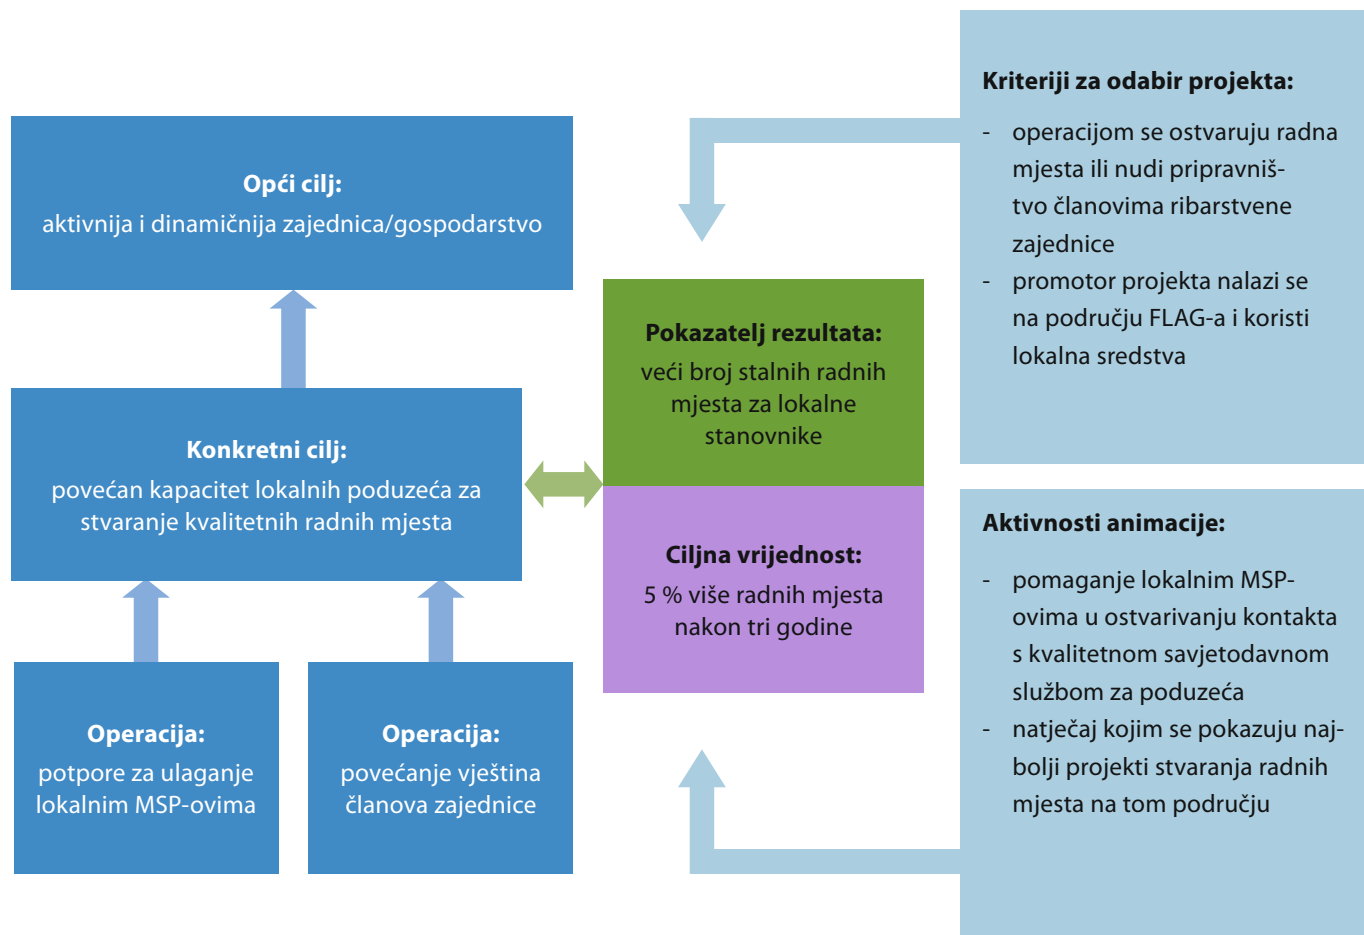 Opći cilj:
aktivnija i dinamičnija zajednica/gospodarstvo
Konkretni cilj:
povećan kapacitet lokalnih poduzeća za
stvaranje kvalitetnih radnih mjesta
Operacija:
potpore za ulaganje
lokalnim MSP-ovima
Operacija:
povećanje vještina
članova zajednice
Pokazatelj rezultata:
veći broj stalnih radnih
mjesta za lokalne
stanovnike
Ciljna vrijednost:
5 % više radnih mjesta
nakon tri godine
Kriteriji za odabir projekta:
- operacijom se ostvaruju radna
mjesta ili nudi pripravniš-
tvo članovima ribarstvene
zajednice
- promotor projekta nalazi se
na području FLAG-a i koristi
lokalna sredstva
Aktivnosti animacije:
- pomaganje lokalnim MSP-
ovima u ostvarivanju kontakta
s kvalitetnom savjetodavnom
službom za poduzeća
- natječaj kojim se pokazuju naj-
bolji projekti stvaranja radnih
mjesta na tom području